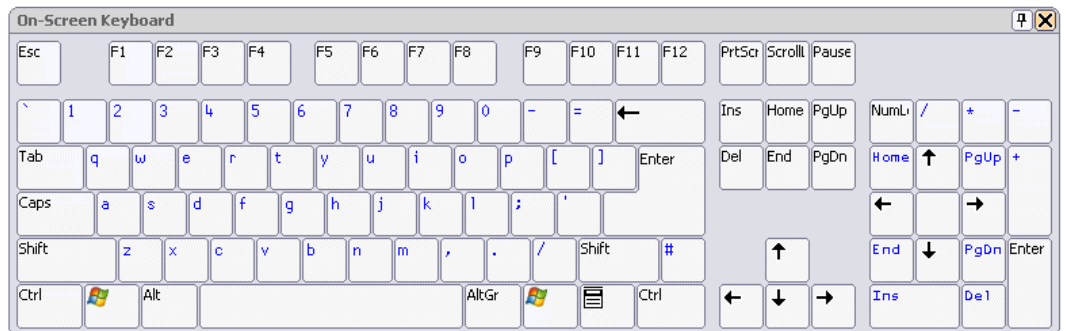 On-Screen Keyboard
Esc F1 F2 F3 F4 F5 F6 F7 F8 F9 F10 F11 F12 PrtScr ScrollL Pause
` 1 2 3 4 5 6 7 8 9 0 - = ← Ins Home PgUp NumL / * -
Tab q w e r t y u i o p [ ] Enter Del End PgDn Home ↑ PgUp +
Caps a s d f g h j k l ; ' ← →
Shift z x c v b n m , . / Shift # ↑ End ↓ PgDn Enter
Ctrl Alt AltGr Ctrl ← ↓ → Ins Del